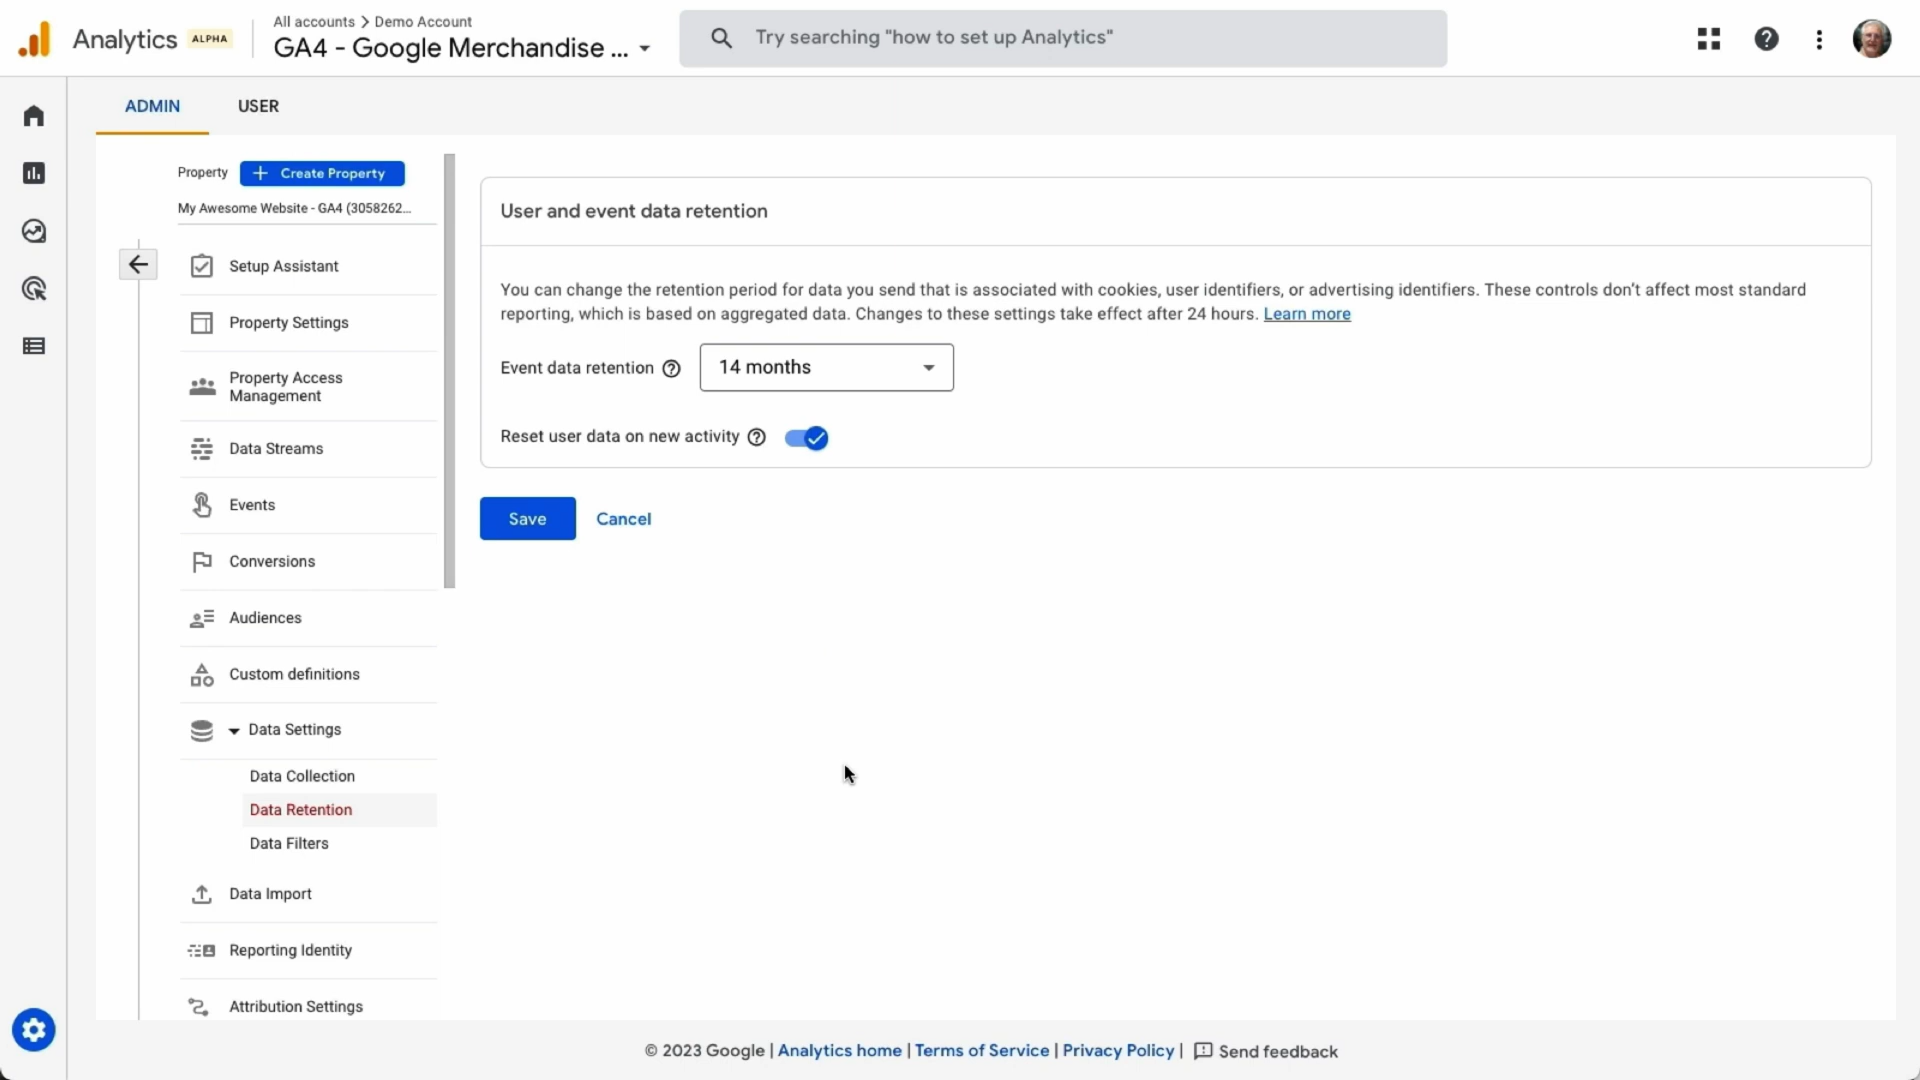 Analytics ALPHA
All accounts > Demo Account
GA4 - Google Merchandise ...
Try searching "how to set up Analytics"
ADMIN
USER
Property
+ Create Property
My Awesome Website - GA4 (3058262...
Setup Assistant
Property Settings
Property Access
Management
Data Streams
Events
Conversions
Audiences
Custom definitions
Data Settings
Data Collection
Data Retention
Data Filters
Data Import
Reporting Identity
Attribution Settings
User and event data retention
You can change the retention period for data you send that is associated with cookies, user identifiers, or advertising identifiers. These controls don't affect most standard
reporting, which is based on aggregated data. Changes to these settings take effect after 24 hours. Learn more
Event data retention
14 months
Reset user data on new activity
Save
Cancel
© 2023 Google | Analytics home | Terms of Service | Privacy Policy | Send feedback